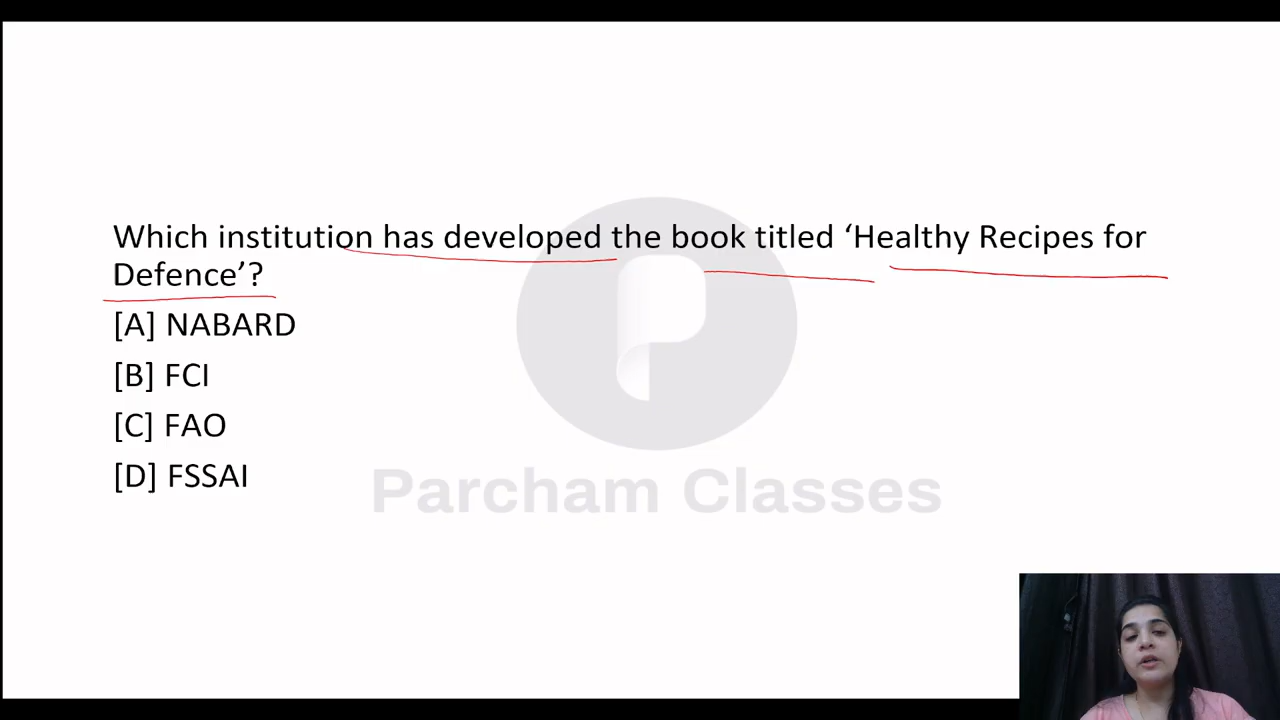 Which institution has developed the book titled ‘Healthy Recipes for
Defence’?
[A] NABARD
[B] FCI
[C] FAO
[D] FSSAI
Parcham Classes